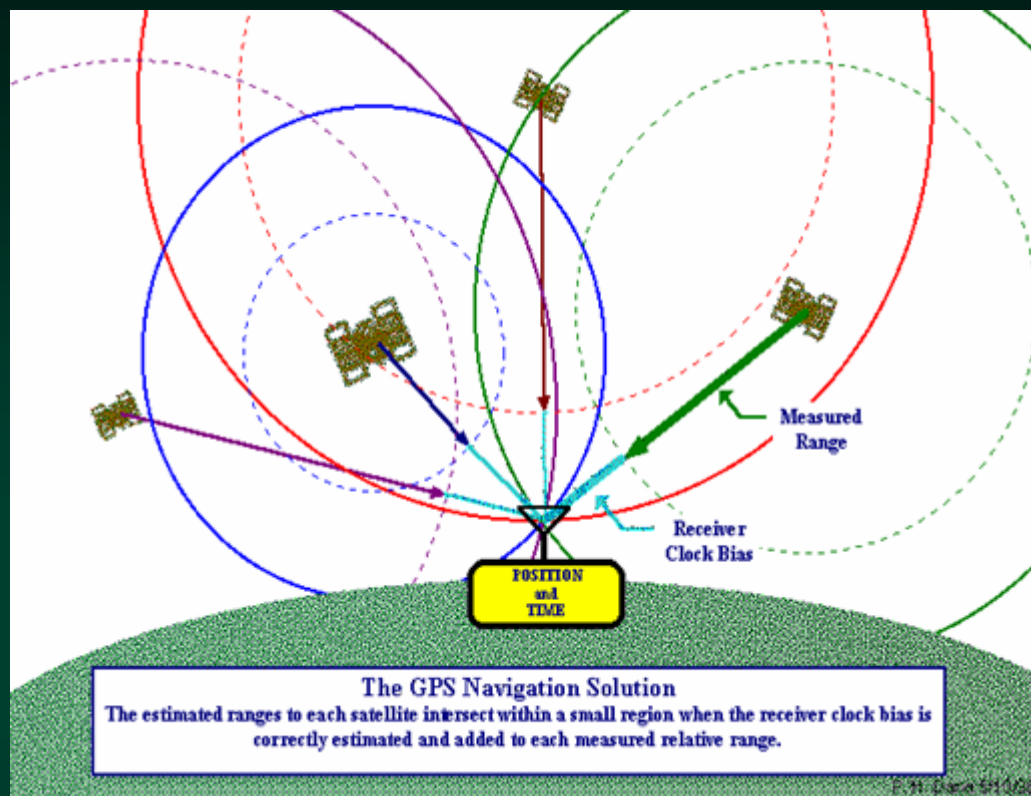 Measured
Range
Receiver
Clock Bias
POSITION
and
TIME
The GPS Navigation Solution
The estimated ranges to each satellite intersect within a small region when the receiver clock bias is
correctly estimated and added to each measured relative range.
P. H. Dana